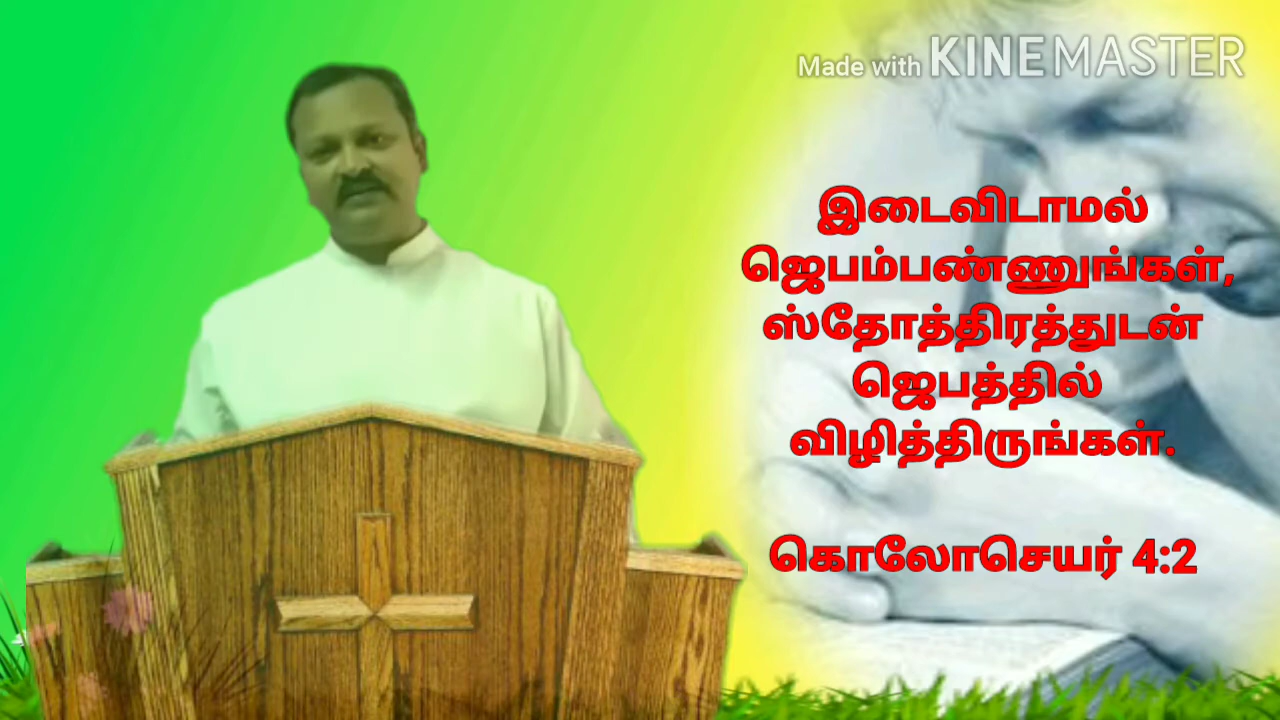 Made with KINEMASTER
இடைவிடாமல்
ஜெபம்பண்ணுங்கள்,
ஸ்தோத்திரத்துடன்
ஜெபத்தில்
விழித்திருங்கள்.
கொலோசெயர் 4:2